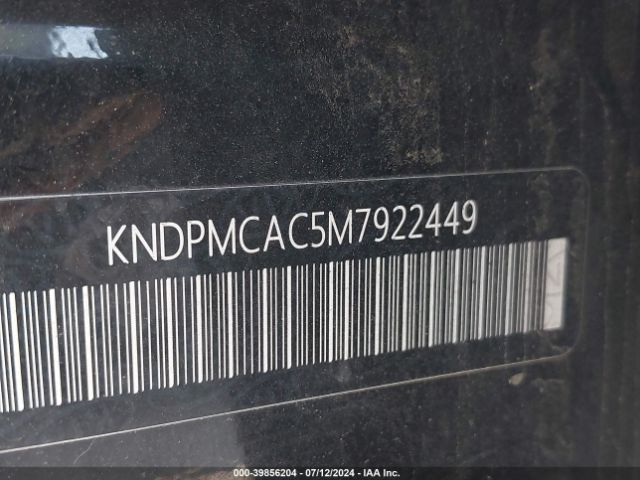 KNDPMCAC5M7922449
000-39856204 | 07/12/2024 | IAA Inc.